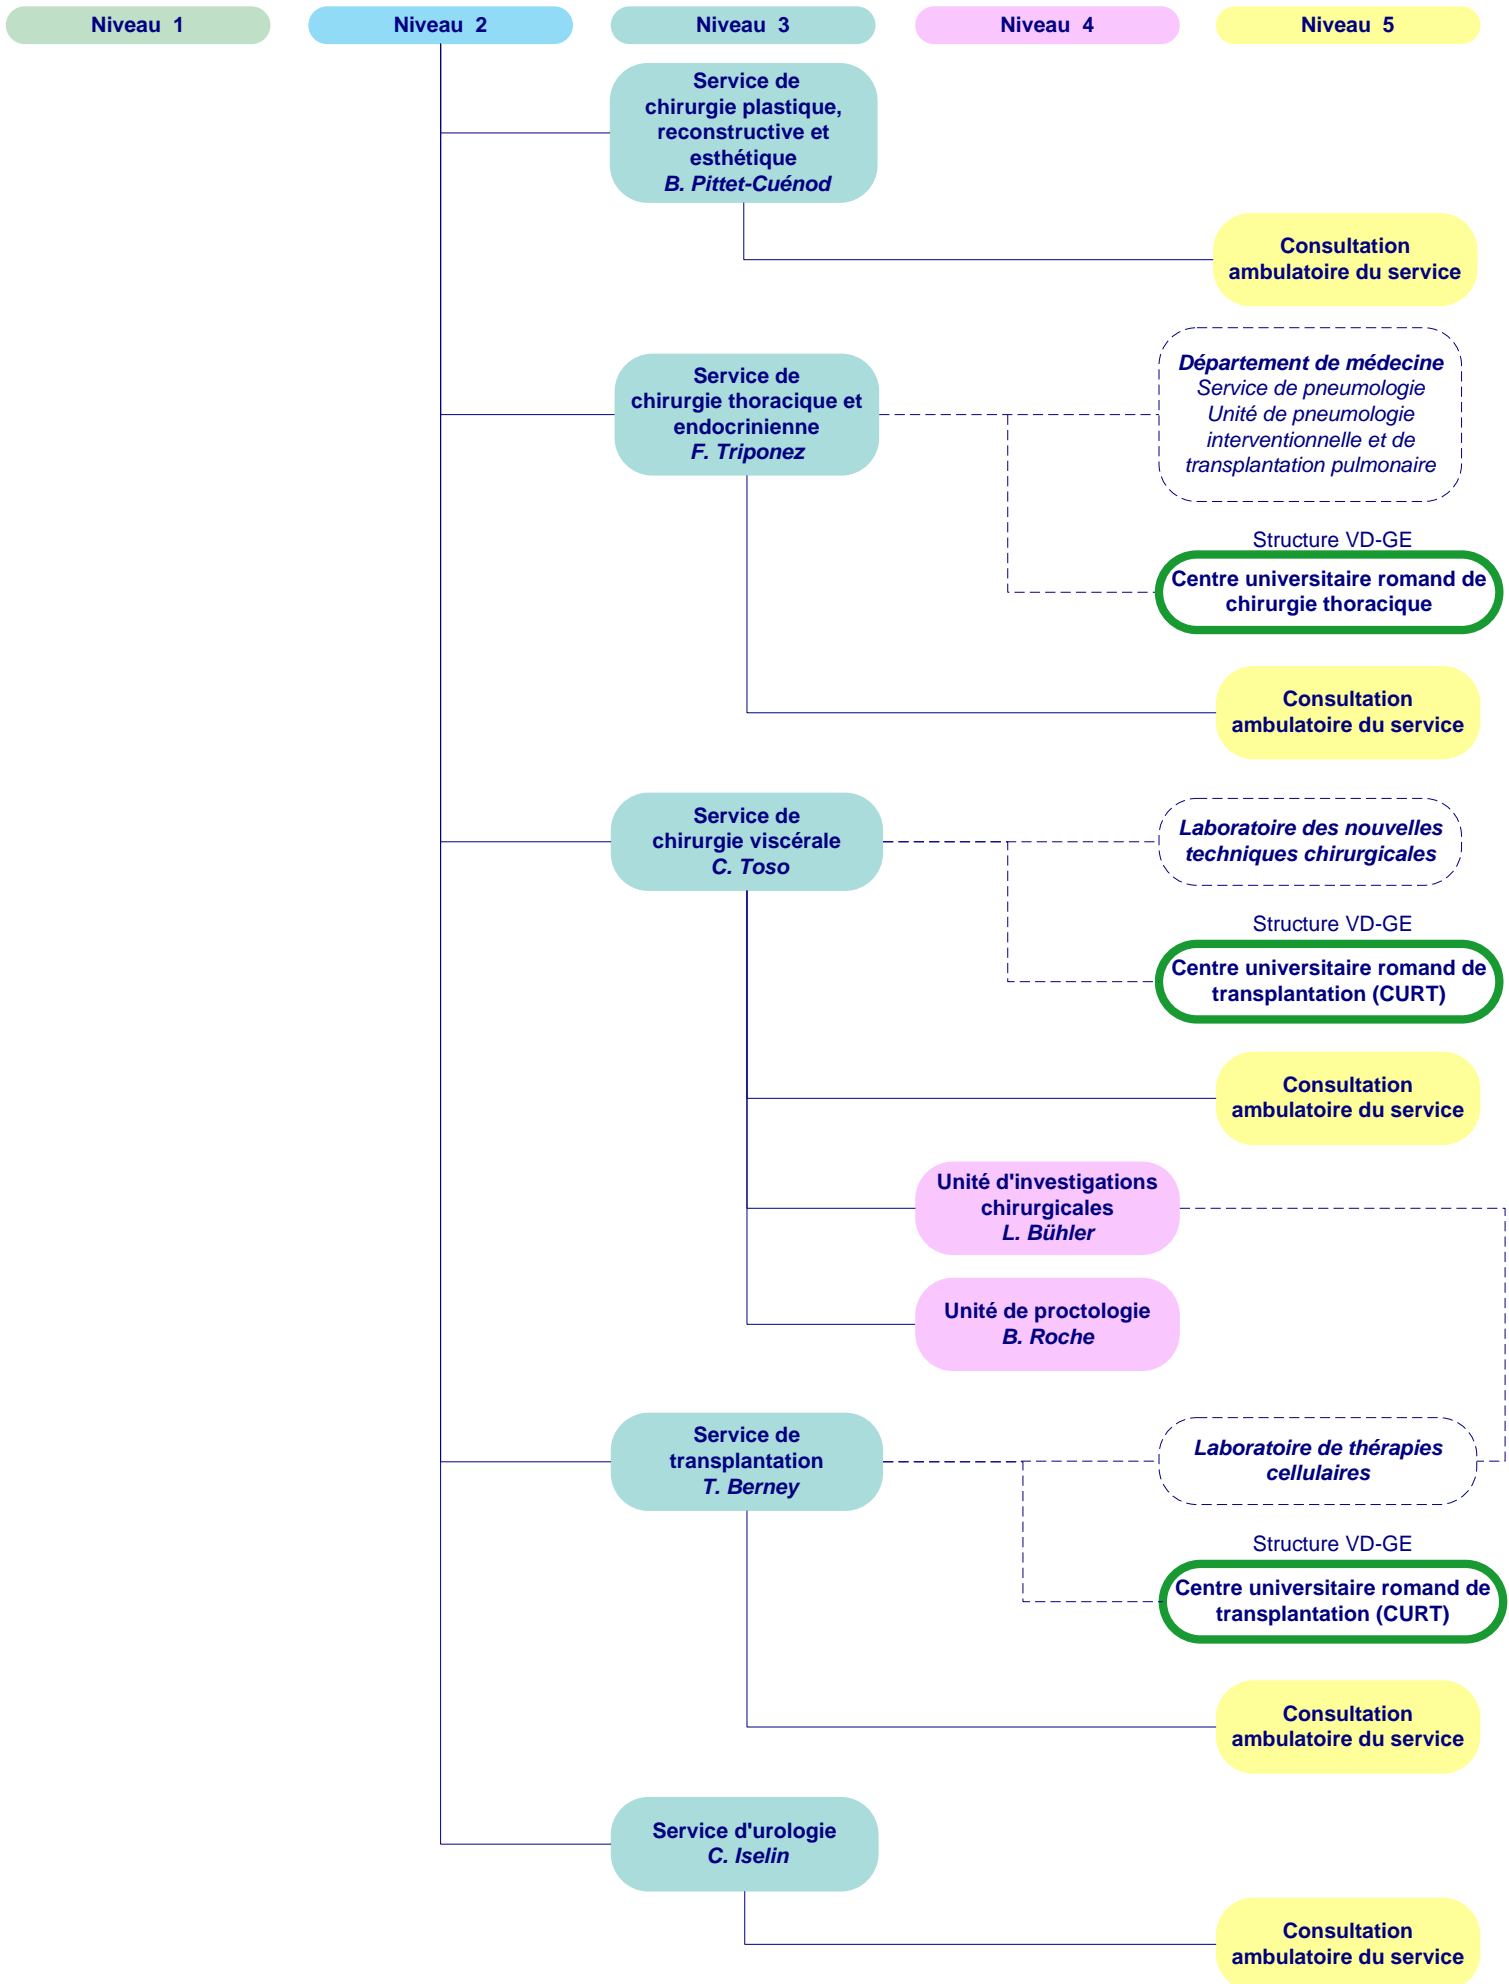 Niveau 1
Niveau 2
Niveau 3
Niveau 4
Niveau 5
Service de
chirurgie plastique,
reconstructive et
esthétique
B. Pittet-Cuénod
Consultation
ambulatoire du service
Service de
chirurgie thoracique et
endocrinienne
F. Triponez
Département de médecine
Service de pneumologie
Unité de pneumologie
interventionnelle et de
transplantation pulmonaire
Structure VD-GE
Centre universitaire romand de
chirurgie thoracique
Consultation
ambulatoire du service
Service de
chirurgie viscérale
C. Toso
Laboratoire des nouvelles
techniques chirurgicales
Structure VD-GE
Centre universitaire romand de
transplantation (CURT)
Consultation
ambulatoire du service
Unité d'investigations
chirurgicales
L. Bühler
Unité de proctologie
B. Roche
Service de
transplantation
T. Berney
Laboratoire de thérapies
cellulaires
Structure VD-GE
Centre universitaire romand de
transplantation (CURT)
Consultation
ambulatoire du service
Service d'urologie
C. Iselin
Consultation
ambulatoire du service